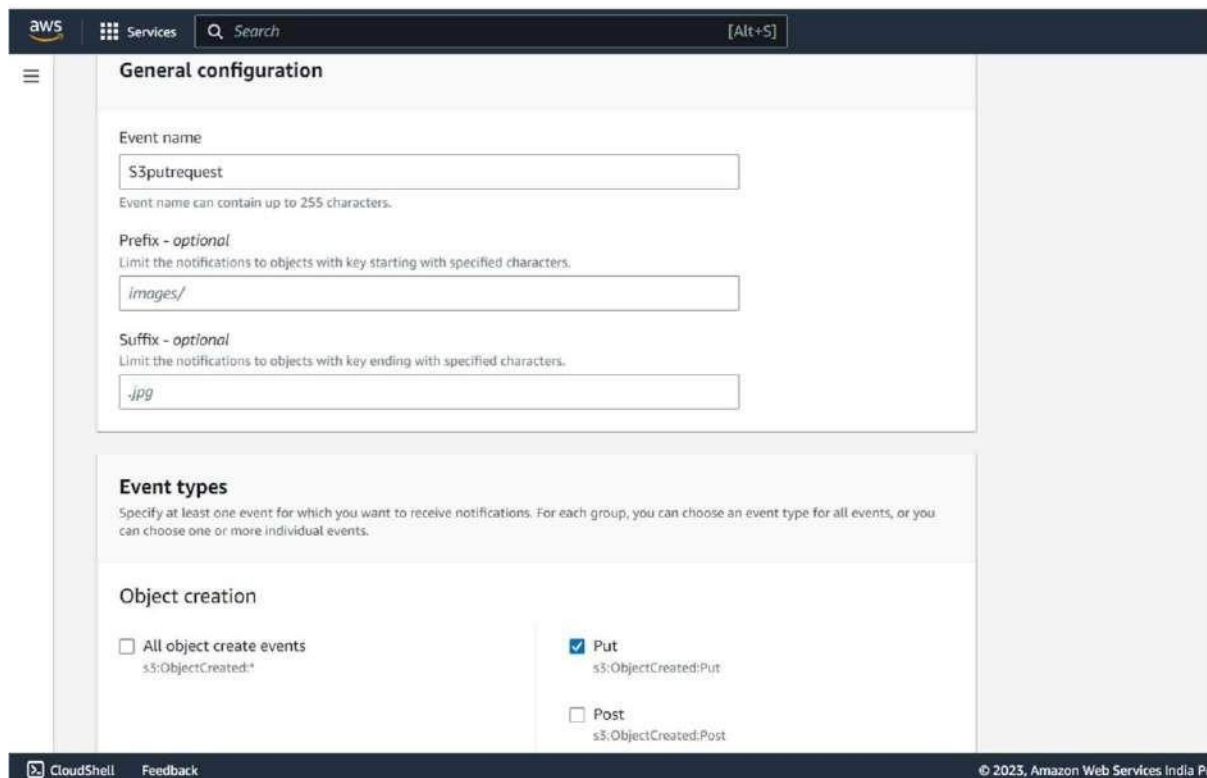 aws
Services
Search
[Alt+S]
General configuration
Event name
S3putrequest
Event name can contain up to 255 characters.
Prefix - optional
Limit the notifications to objects with key starting with specified characters.
images/
Suffix - optional
Limit the notifications to objects with key ending with specified characters.
.jpg
Event types
Specify at least one event for which you want to receive notifications. For each group, you can choose an event type for all events, or you
can choose one or more individual events.
Object creation
All object create events
s3:ObjectCreated:*
Put
s3:ObjectCreated:Put
Post
s3:ObjectCreated:Post
CloudShell
Feedback
© 2023, Amazon Web Services India P